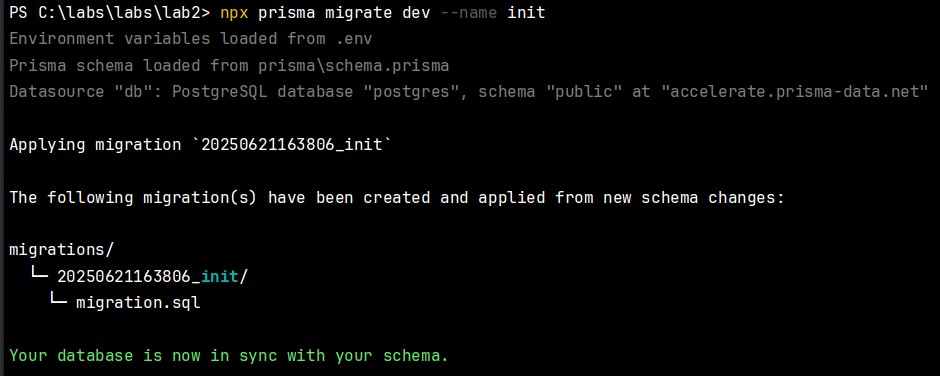 PS C:\labs\labs\lab2> npx prisma migrate dev --name init
Environment variables loaded from .env
Prisma schema loaded from prisma\schema.prisma
Datasource "db": PostgreSQL database "postgres", schema "public" at "accelerate.prisma-data.net"
Applying migration `20250621163806_init`
The following migration(s) have been created and applied from new schema changes:
migrations/
└─ 20250621163806_init/
└─ migration.sql
Your database is now in sync with your schema.